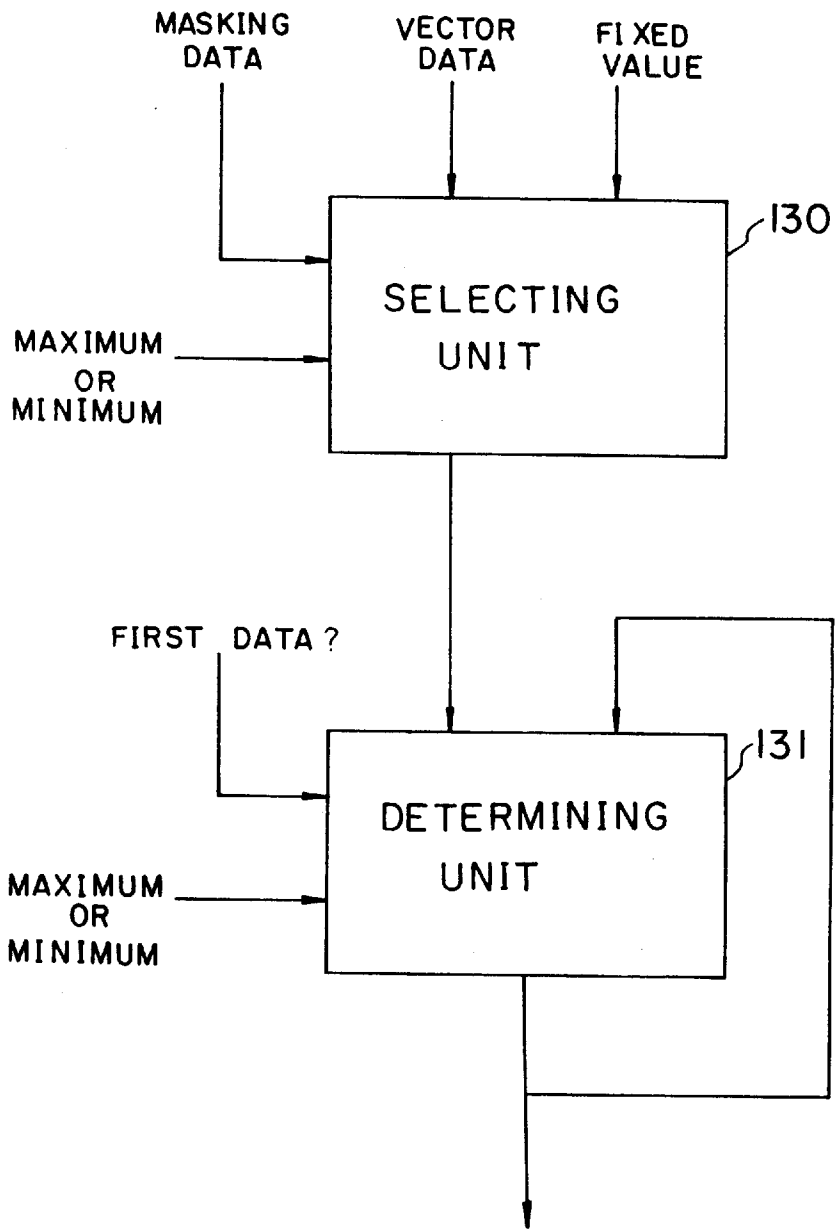 MASKING
DATA
VECTOR
DATA
FIXED
VALUE
130
SELECTING
UNIT
MAXIMUM
OR
MINIMUM
FIRST DATA?
131
DETERMINING
UNIT
MAXIMUM
OR
MINIMUM